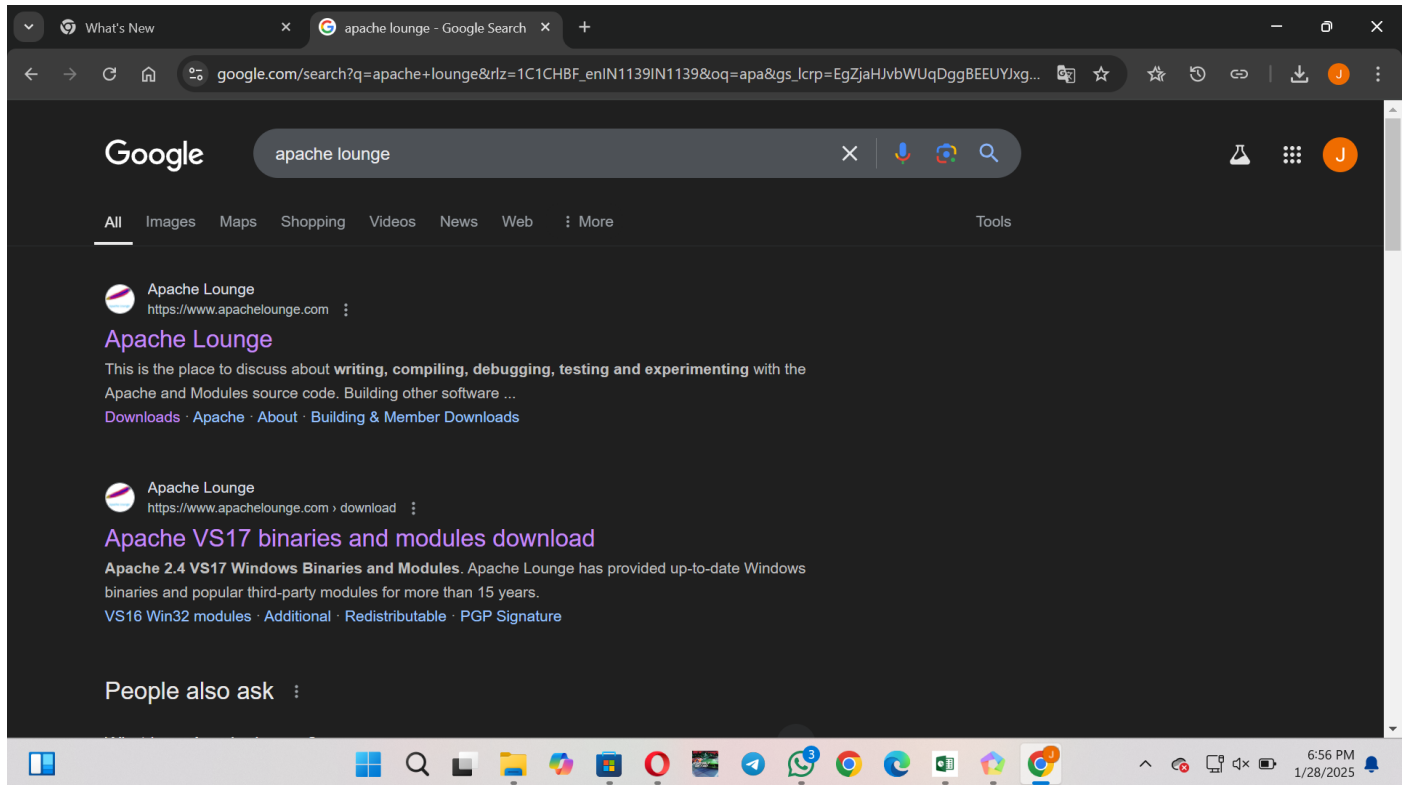 What's New
apache lounge - Google Search
google.com/search?q=apache+lounge&rlz=1C1CHBF_enIN1139IN1139&oq=apa&gs_lcrp=EgZjaHJvbWUqDggBEEUYJxg...
J
Google
apache lounge
J
All Images Maps Shopping Videos News Web More Tools
Apache Lounge
https://www.apachelounge.com
Apache Lounge
This is the place to discuss about writing, compiling, debugging, testing and experimenting with the
Apache and Modules source code. Building other software ...
Downloads · Apache · About · Building & Member Downloads
Apache Lounge
https://www.apachelounge.com › download
Apache VS17 binaries and modules download
Apache 2.4 VS17 Windows Binaries and Modules. Apache Lounge has provided up-to-date Windows
binaries and popular third-party modules for more than 15 years.
VS16 Win32 modules · Additional · Redistributable · PGP Signature
People also ask
3
6:56 PM
1/28/2025